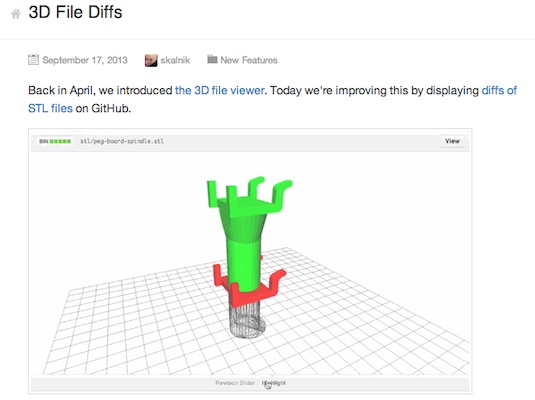 3D File Diffs
September 17, 2013 skalnik New Features
Back in April, we introduced the 3D file viewer. Today we're improving this by displaying diffs of
STL files on GitHub.
BIN stl/peg-board-spindle.stl View
Revision Slider Highlight